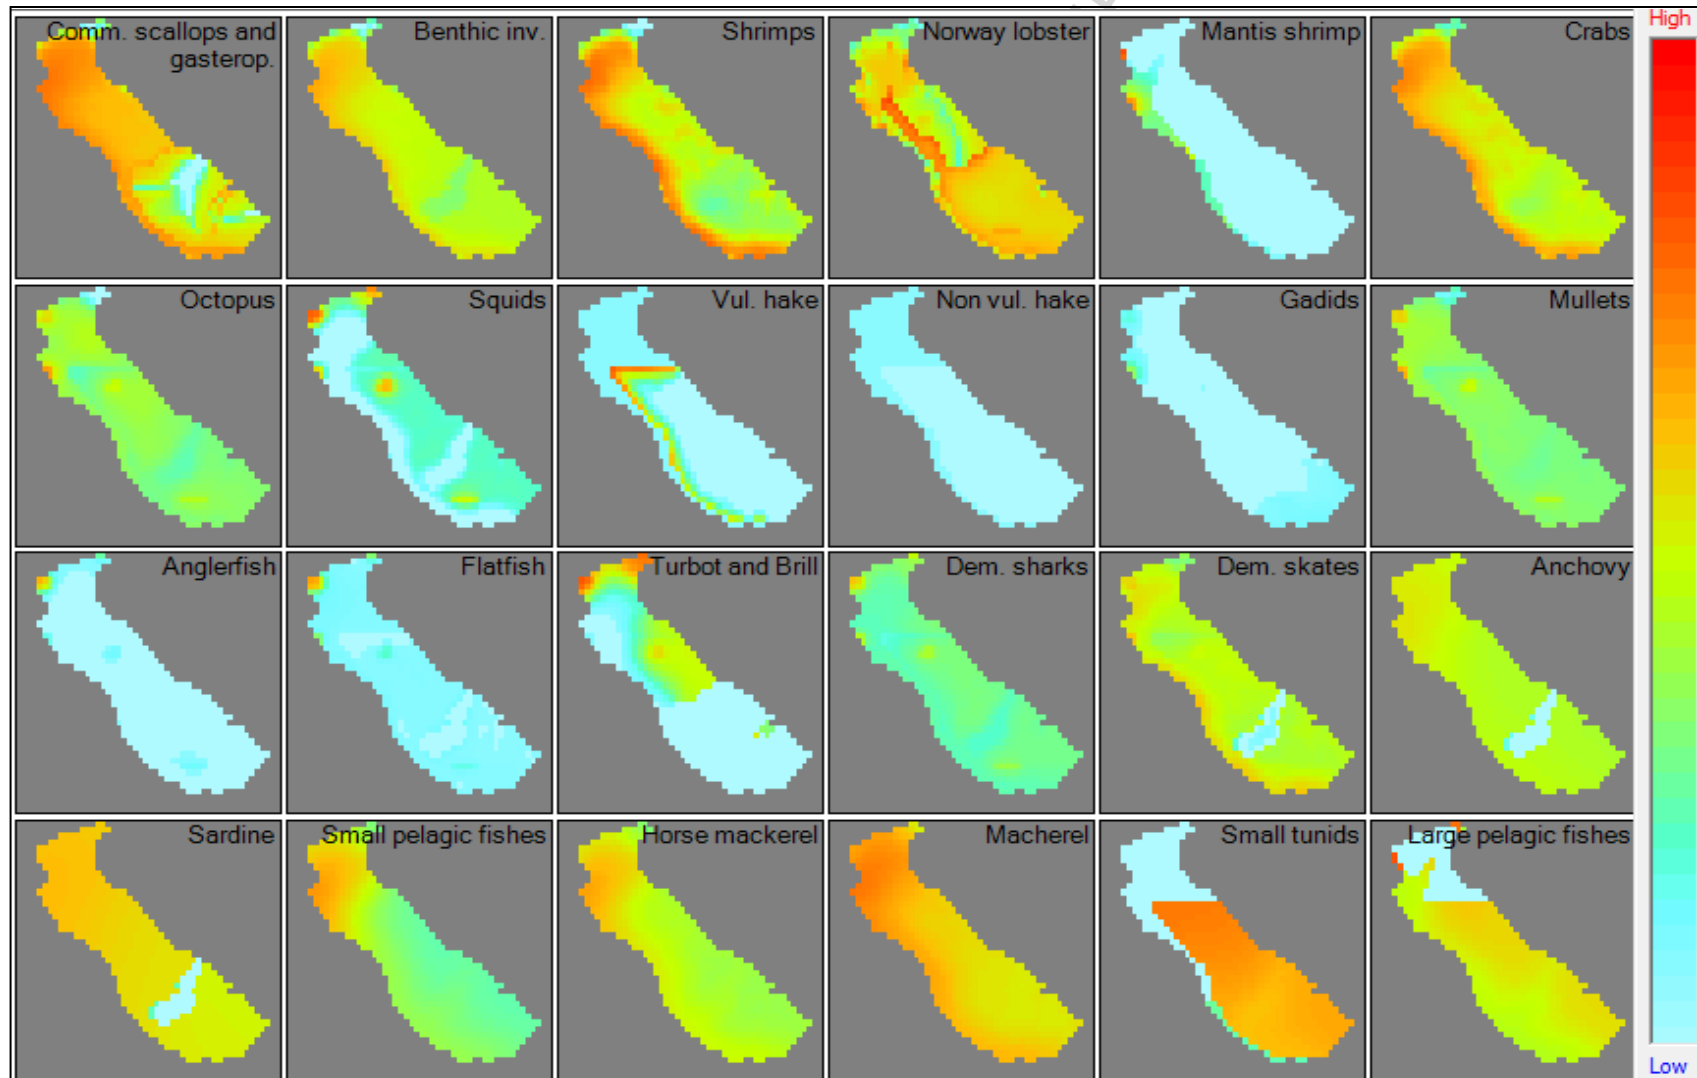 High
Comm. scallops and
gasterop.
Benthic inv.
Shrimps
Norway lobster
Mantis shrimp
Crabs
Octopus
Squids
Vul. hake
Non vul. hake
Gadids
Mullets
Anglerfish
Flatfish
Turbot and Brill
Dem. sharks
Dem. skates
Anchovy
Sardine
Small pelagic fishes
Horse mackerel
Macherel
Small tunids
Large pelagic fishes
Low